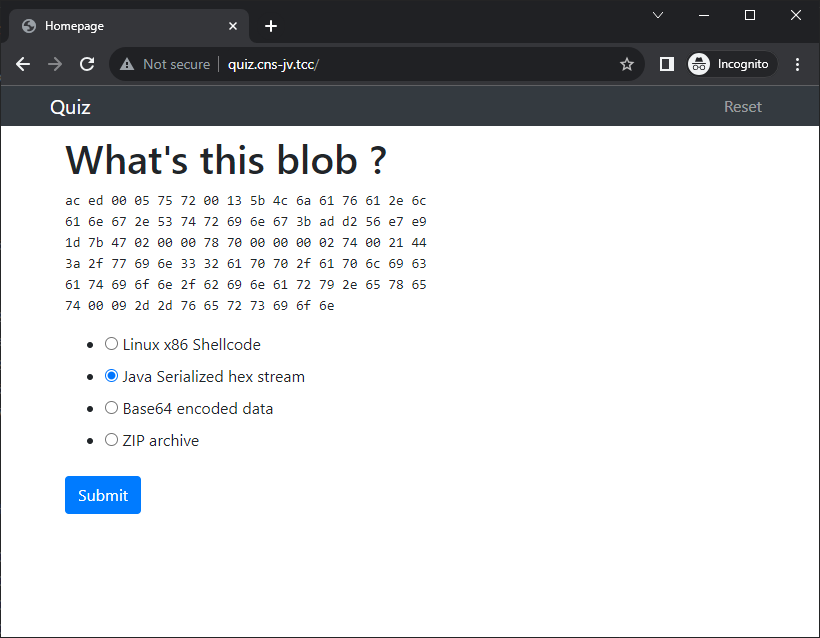 Homepage
Not secure quiz.cns-jv.tcc/ Incognito
Quiz Reset
What's this blob ?
ac ed 00 05 75 72 00 13 5b 4c 6a 61 76 61 2e 6c
61 6e 67 2e 53 74 72 69 6e 67 3b ad d2 56 e7 e9
1d 7b 47 02 00 00 78 70 00 00 00 02 74 00 21 44
3a 2f 77 69 6e 33 32 61 70 70 2f 61 70 6c 69 63
61 74 69 6f 6e 2f 62 69 6e 61 72 79 2e 65 78 65
74 00 09 2d 2d 76 65 72 73 69 6f 6e
Linux x86 Shellcode
Java Serialized hex stream
Base64 encoded data
ZIP archive
Submit